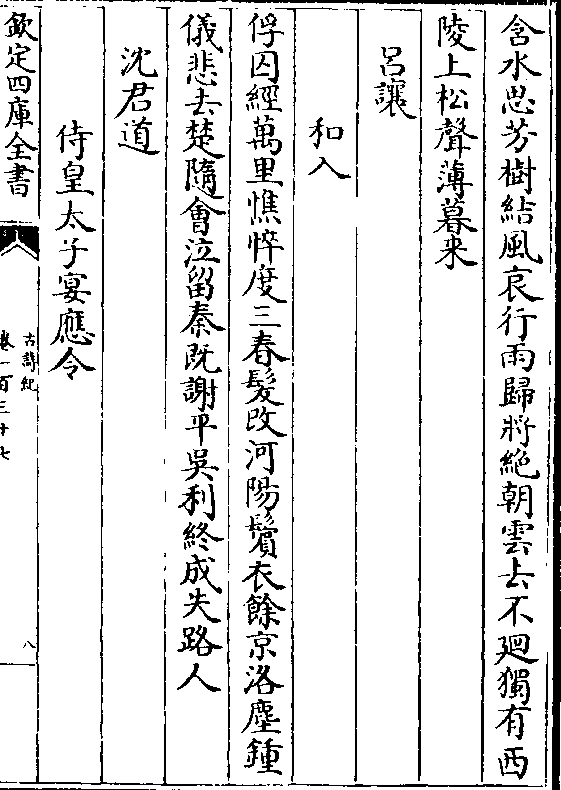 含水思芳樹結風哀行雨歸將絶朝雲去不廻獨有西
陵上松聲薄暮来
呂讓
和入
俘囚經萬里憔悴度三春髮改河陽鬢衣餘京洛塵鍾
儀悲去楚隨會泣留秦既謝平吳利終成失路人
沈君道
侍皇太子宴應令
欽定四庫全書
古詩紀
卷一百三十七
八